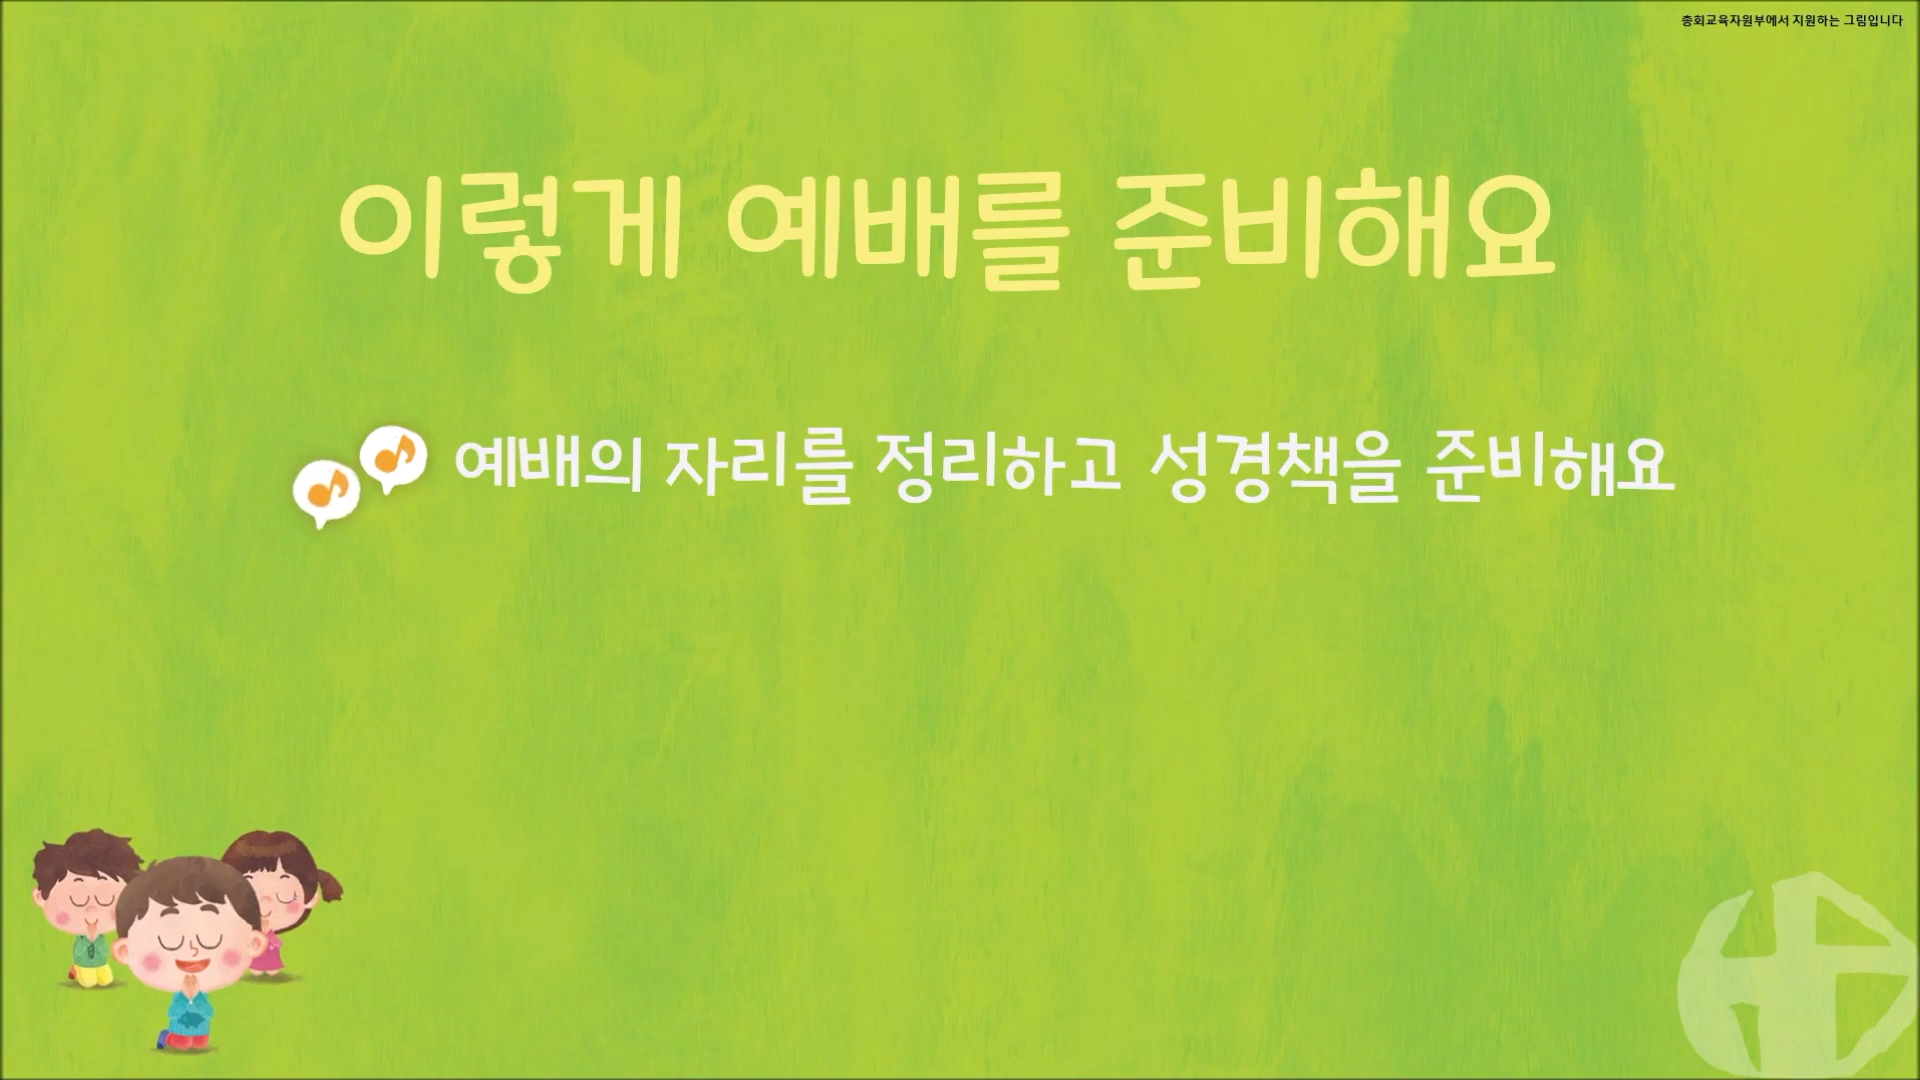 총회교육자원부에서 지원하는 그림입니다
이렇게 예배를 준비해요
예배의 자리를 정리하고 성경책을 준비해요